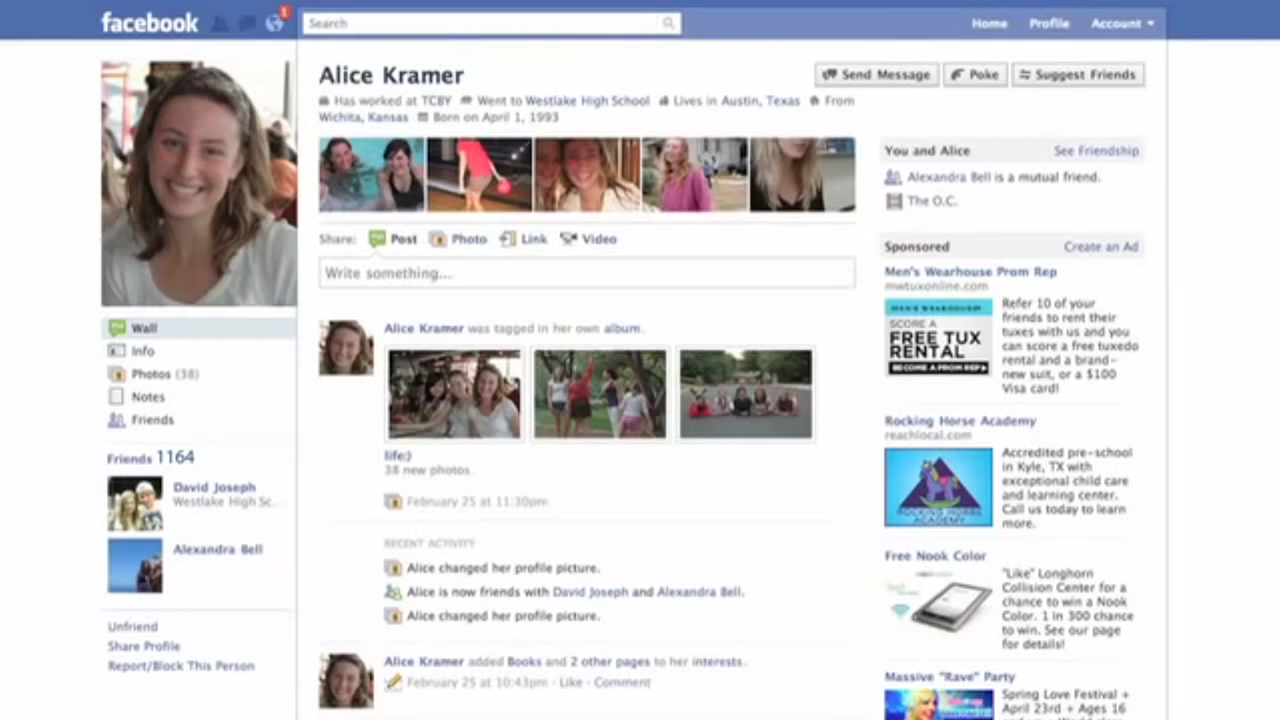 facebook
1
Search
Home Profile Account
Alice Kramer
Send Message Poke Suggest Friends
Has worked at TCBY Went to Westlake High School Lives in Austin, Texas From
Wichita, Kansas Born on April 1, 1993
You and Alice See Friendship
Alexandra Bell is a mutual friend.
The O.C.
Share: Post Photo Link Video
Write something...
Sponsored Create an Ad
Men's Wearhouse Prom Rep
mwtuxonline.com
MEN'S WEARHOUSE
SCORE A
FREE TUX
RENTAL
BECOME A PROM REP
Refer 10 of your
friends to rent their
tuxes with us and you
can score a free tuxedo
rental and a brand-
new suit, or a $100
Visa card!
Alice Kramer was tagged in her own album.
life:)
38 new photos
February 25 at 11:30pm
Wall
Info
Photos (38)
Notes
Friends
Friends 1164
David Joseph
Westlake High Sc...
Alexandra Bell
Unfriend
Share Profile
Report/Block This Person
RECENT ACTIVITY
Alice changed her profile picture.
Alice is now friends with David Joseph and Alexandra Bell.
Alice changed her profile picture.
Alice Kramer added Books and 2 other pages to her interests.
February 25 at 10:43pm · Like · Comment
Rocking Horse Academy
reachlocal.com
ROCKING HORSE
ACADEMY
Accredited pre-school
in Kyle, TX with
exceptional child care
and learning center.
Call us today to learn
more.
Free Nook Color
"Like" Longhorn
Collision Center for a
chance to win a Nook
Color. 1 in 300 chance
to win. See our page
for details!
Massive "Rave" Party
Spring Love Festival +
April 23rd + Ages 16